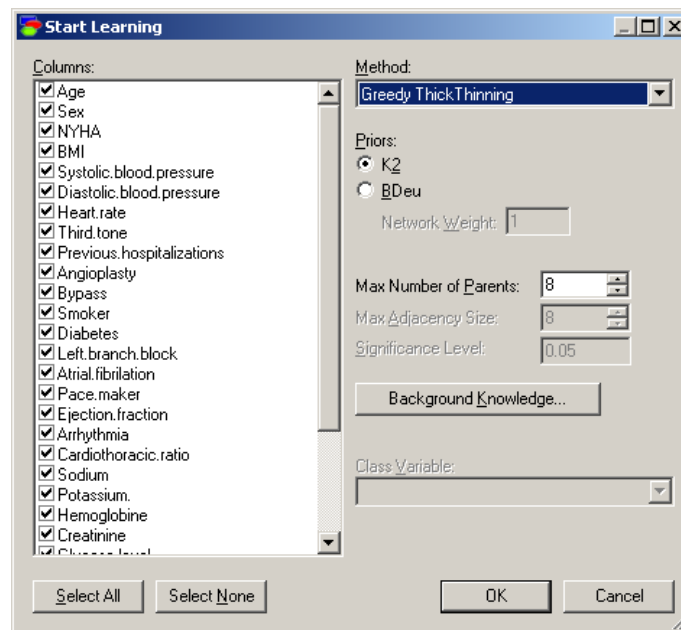 Start Learning
Columns:
Age
Sex
NYHA
BMI
Systolic.blood.pressure
Diastolic.blood.pressure
Heart.rate
Third.tone
Previous.hospitalizations
Angioplasty
Bypass
Smoker
Diabetes
Left.branch.block
Atrial.fibrilation
Pace.maker
Ejection.fraction
Arrhythmia
Cardiothoracic.ratio
Sodium
Potassium.
Hemoglobine
Creatinine
Select All
Select None
Method:
Greedy ThickThinning
Priors:
K2
BDeu
Network Weight: 1
Max Number of Parents: 8
Max Adjacency Size: 8
Significance Level: 0.05
Background Knowledge...
Class Variable:
OK
Cancel